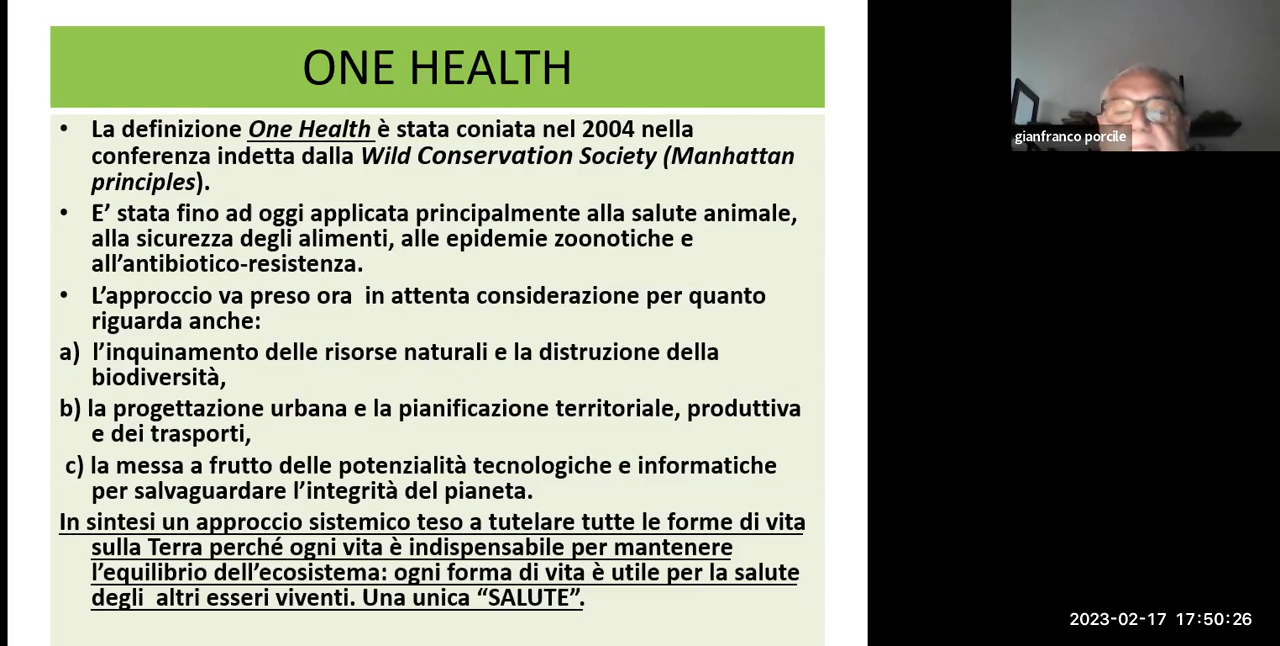 ONE HEALTH
• La definizione One Health è stata coniata nel 2004 nella
conferenza indetta dalla Wild Conservation Society (Manhattan
principles).
• E’ stata fino ad oggi applicata principalmente alla salute animale,
alla sicurezza degli alimenti, alle epidemie zoonotiche e
all’antibiotico-resistenza.
• L’approccio va preso ora in attenta considerazione per quanto
riguarda anche:
a) l’inquinamento delle risorse naturali e la distruzione della
biodiversità,
b) la progettazione urbana e la pianificazione territoriale, produttiva
e dei trasporti,
c) la messa a frutto delle potenzialità tecnologiche e informatiche
per salvaguardare l’integrità del pianeta.
In sintesi un approccio sistemico teso a tutelare tutte le forme di vita
sulla Terra perché ogni vita è indispensabile per mantenere
l’equilibrio dell’ecosistema: ogni forma di vita è utile per la salute
degli altri esseri viventi. Una unica “SALUTE”.
gianfranco porcile
2023-02-17 17:50:26